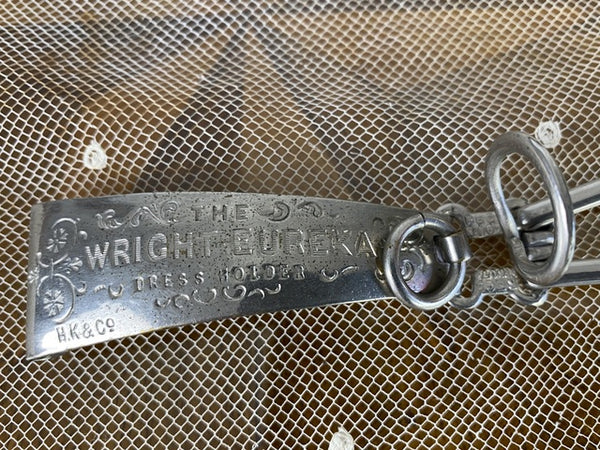 THE
WRIGHT EUREKA
DRESS HOLDER
H.K & Co